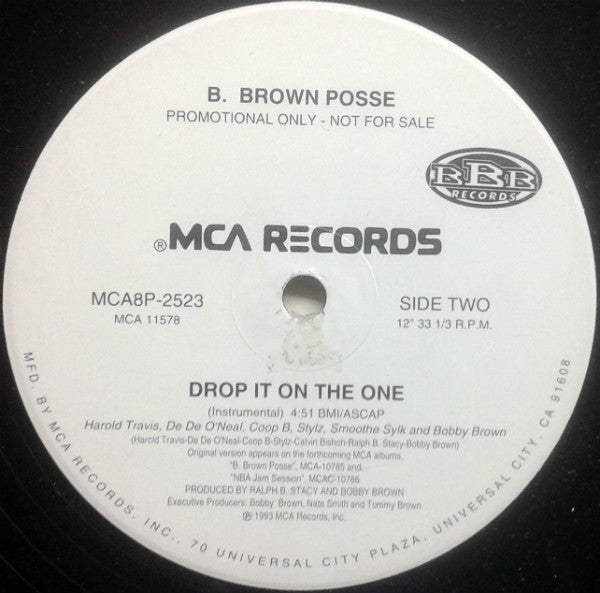 B. BROWN POSSE
PROMOTIONAL ONLY - NOT FOR SALE
BBB
RECORDS
®MCA RECORDS
MCA8P-2523
MCA 11578
SIDE TWO
12" 33 1/3 R.P.M.
DROP IT ON THE ONE
(Instrumental) 4:51 BMI/ASCAP
Harold Travis, De De O'Neal, Coop B, Stylz, Smoothe Sylk and Bobby Brown
(Harold Travis-De De O'Neal-Coop B-Stylz-Calvin Bishoh-Ralph B. Stacy-Bobby Brown)
Original version appears on the forthcoming MCA albums,
"B. Brown Posse", MCA-10785 and
"NBA Jam Session", MCAC-10786
PRODUCED BY RALPH B. STACY AND BOBBY BROWN
Executive Producers: Bobby Brown, Nate Smith and Tommy Brown
℗ 1993 MCA Records, Inc.
MFD. BY MCA RECORDS, INC., 70 UNIVERSAL CITY PLAZA, UNIVERSAL CITY, CA 91608